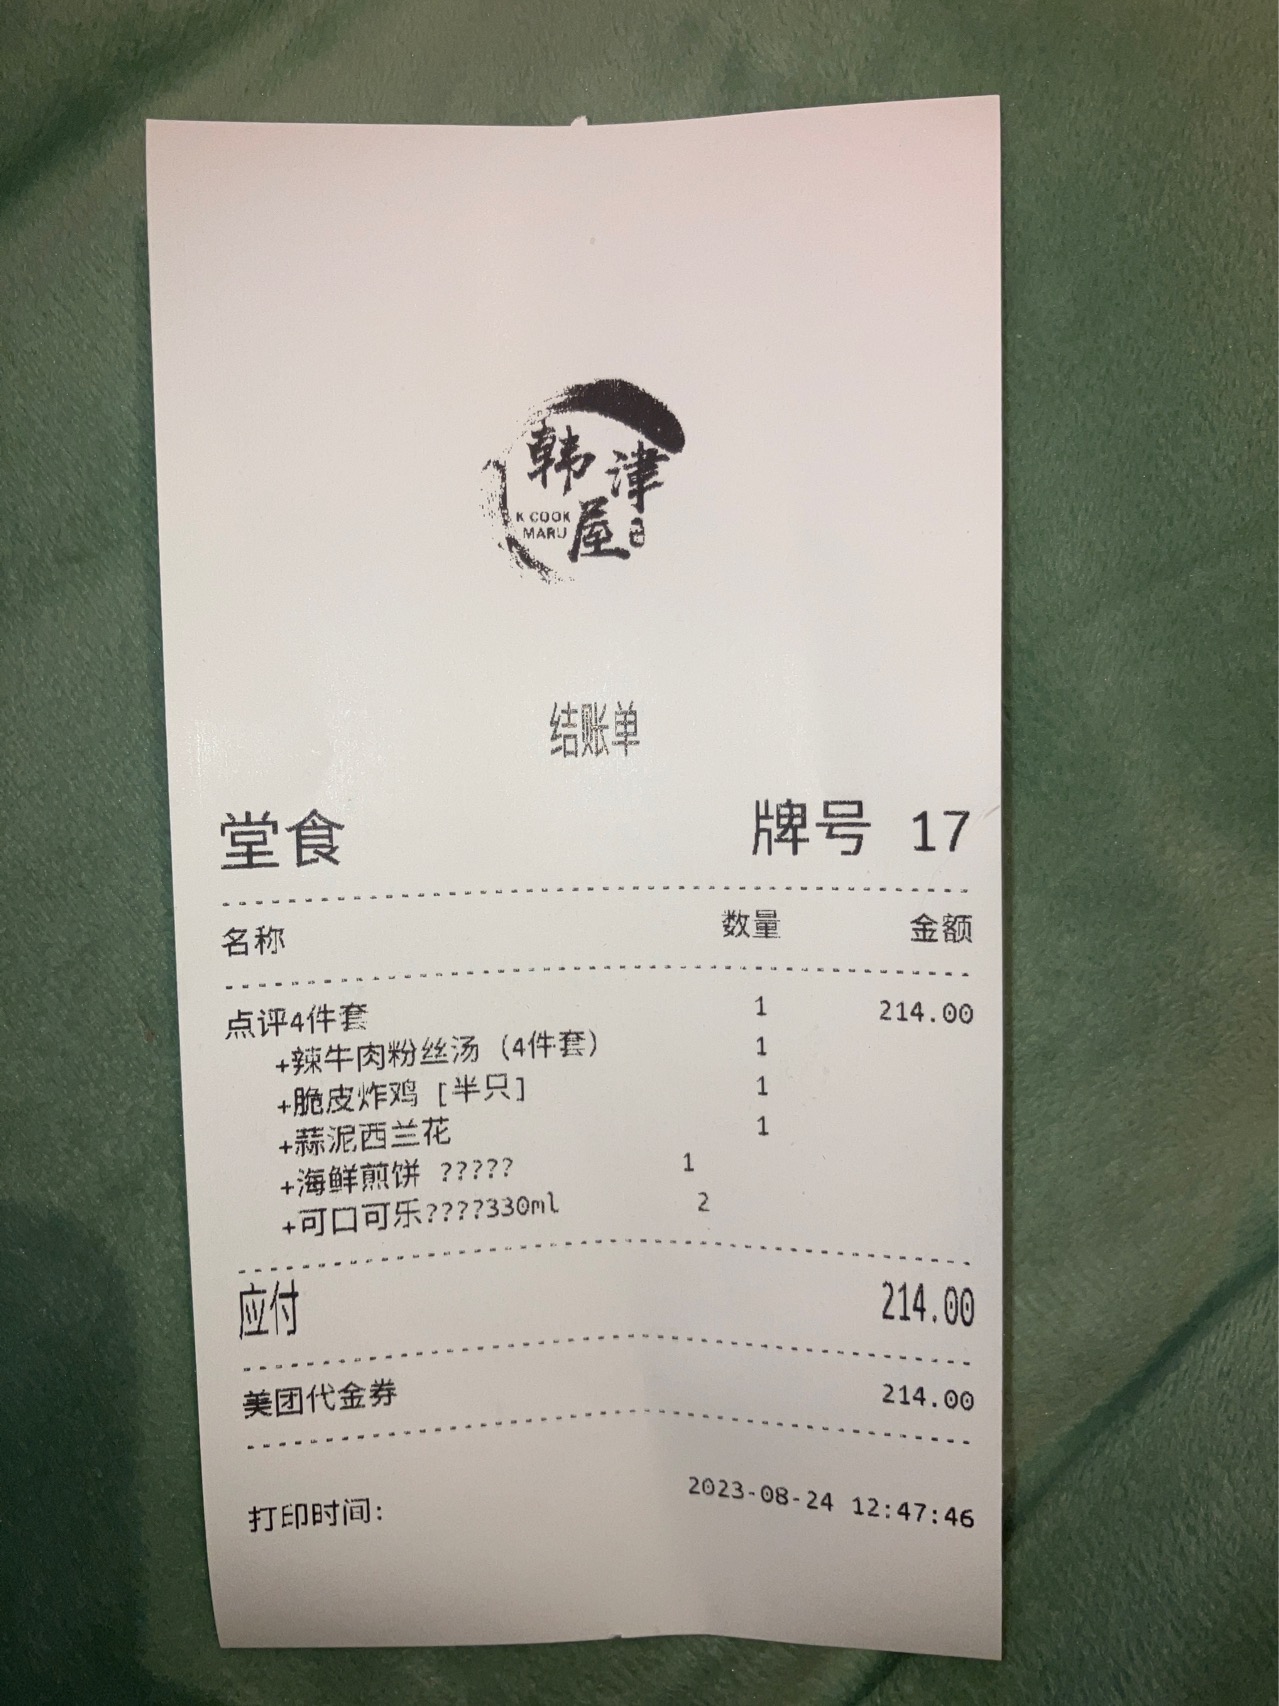 韩津屋
K COOK
MARU
结账单
堂食 牌号 17
名称 数量 金额
点评4件套 1 214.00
+辣牛肉粉丝汤（4件套） 1
+脆皮炸鸡 [半只] 1
+蒜泥西兰花 1
+海鲜煎饼 ????? 1
+可口可乐????330ml 2
应付 214.00
美团代金券 214.00
打印时间: 2023-08-24 12:47:46